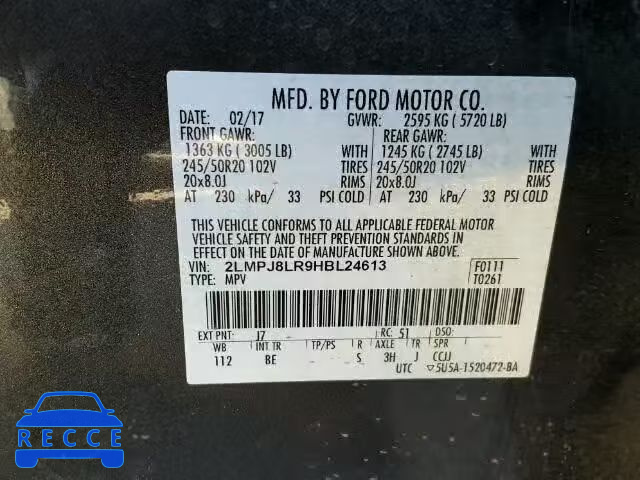 MFD. BY FORD MOTOR CO.
DATE: 02/17 GVWR: 2595 KG ( 5720 LB)
FRONT GAWR: REAR GAWR:
1363 KG ( 3005 LB) WITH 1245 KG ( 2745 LB) WITH
245/50R20 102V TIRES 245/50R20 102V TIRES
20x8.0J RIMS 20x8.0J RIMS
AT 230 kPa/ 33 PSI COLD AT 230 kPa/ 33 PSI COLD
THIS VEHICLE CONFORMS TO ALL APPLICABLE FEDERAL MOTOR
VEHICLE SAFETY AND THEFT PREVENTION STANDARDS IN EFFECT
ON THE DATE OF MANUFACTURE SHOWN ABOVE.
VIN: 2LMPJ8LR9HBL24613 F0111
TYPE: MPV T0261
EXT PNT: J7 RC: 51 DSO:
WB INT TR TP/PS R AXLE TR SPR
112 BE S 3H J CCJJ
UTC ▽5U5A-1520472-BA
RECCE